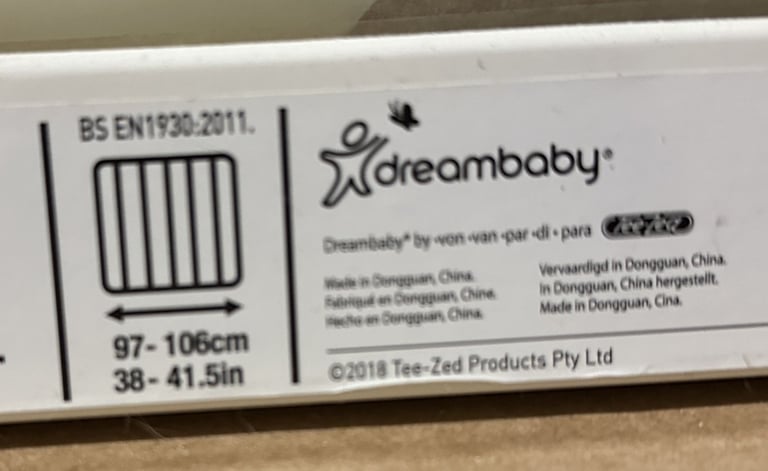 BS EN1930:2011.
97- 106cm
38- 41.5in
dreambaby®
Dreambaby® by -von -van -par -di - para Tee-Zed
Made in Dongguan, China.
Fabriqué en Dongguan, Chine.
Hecho en Dongguan, China.
Vervaardigd in Dongguan, China.
In Dongguan, China hergestellt.
Made in Dongguan, Cina.
©2018 Tee-Zed Products Pty Ltd